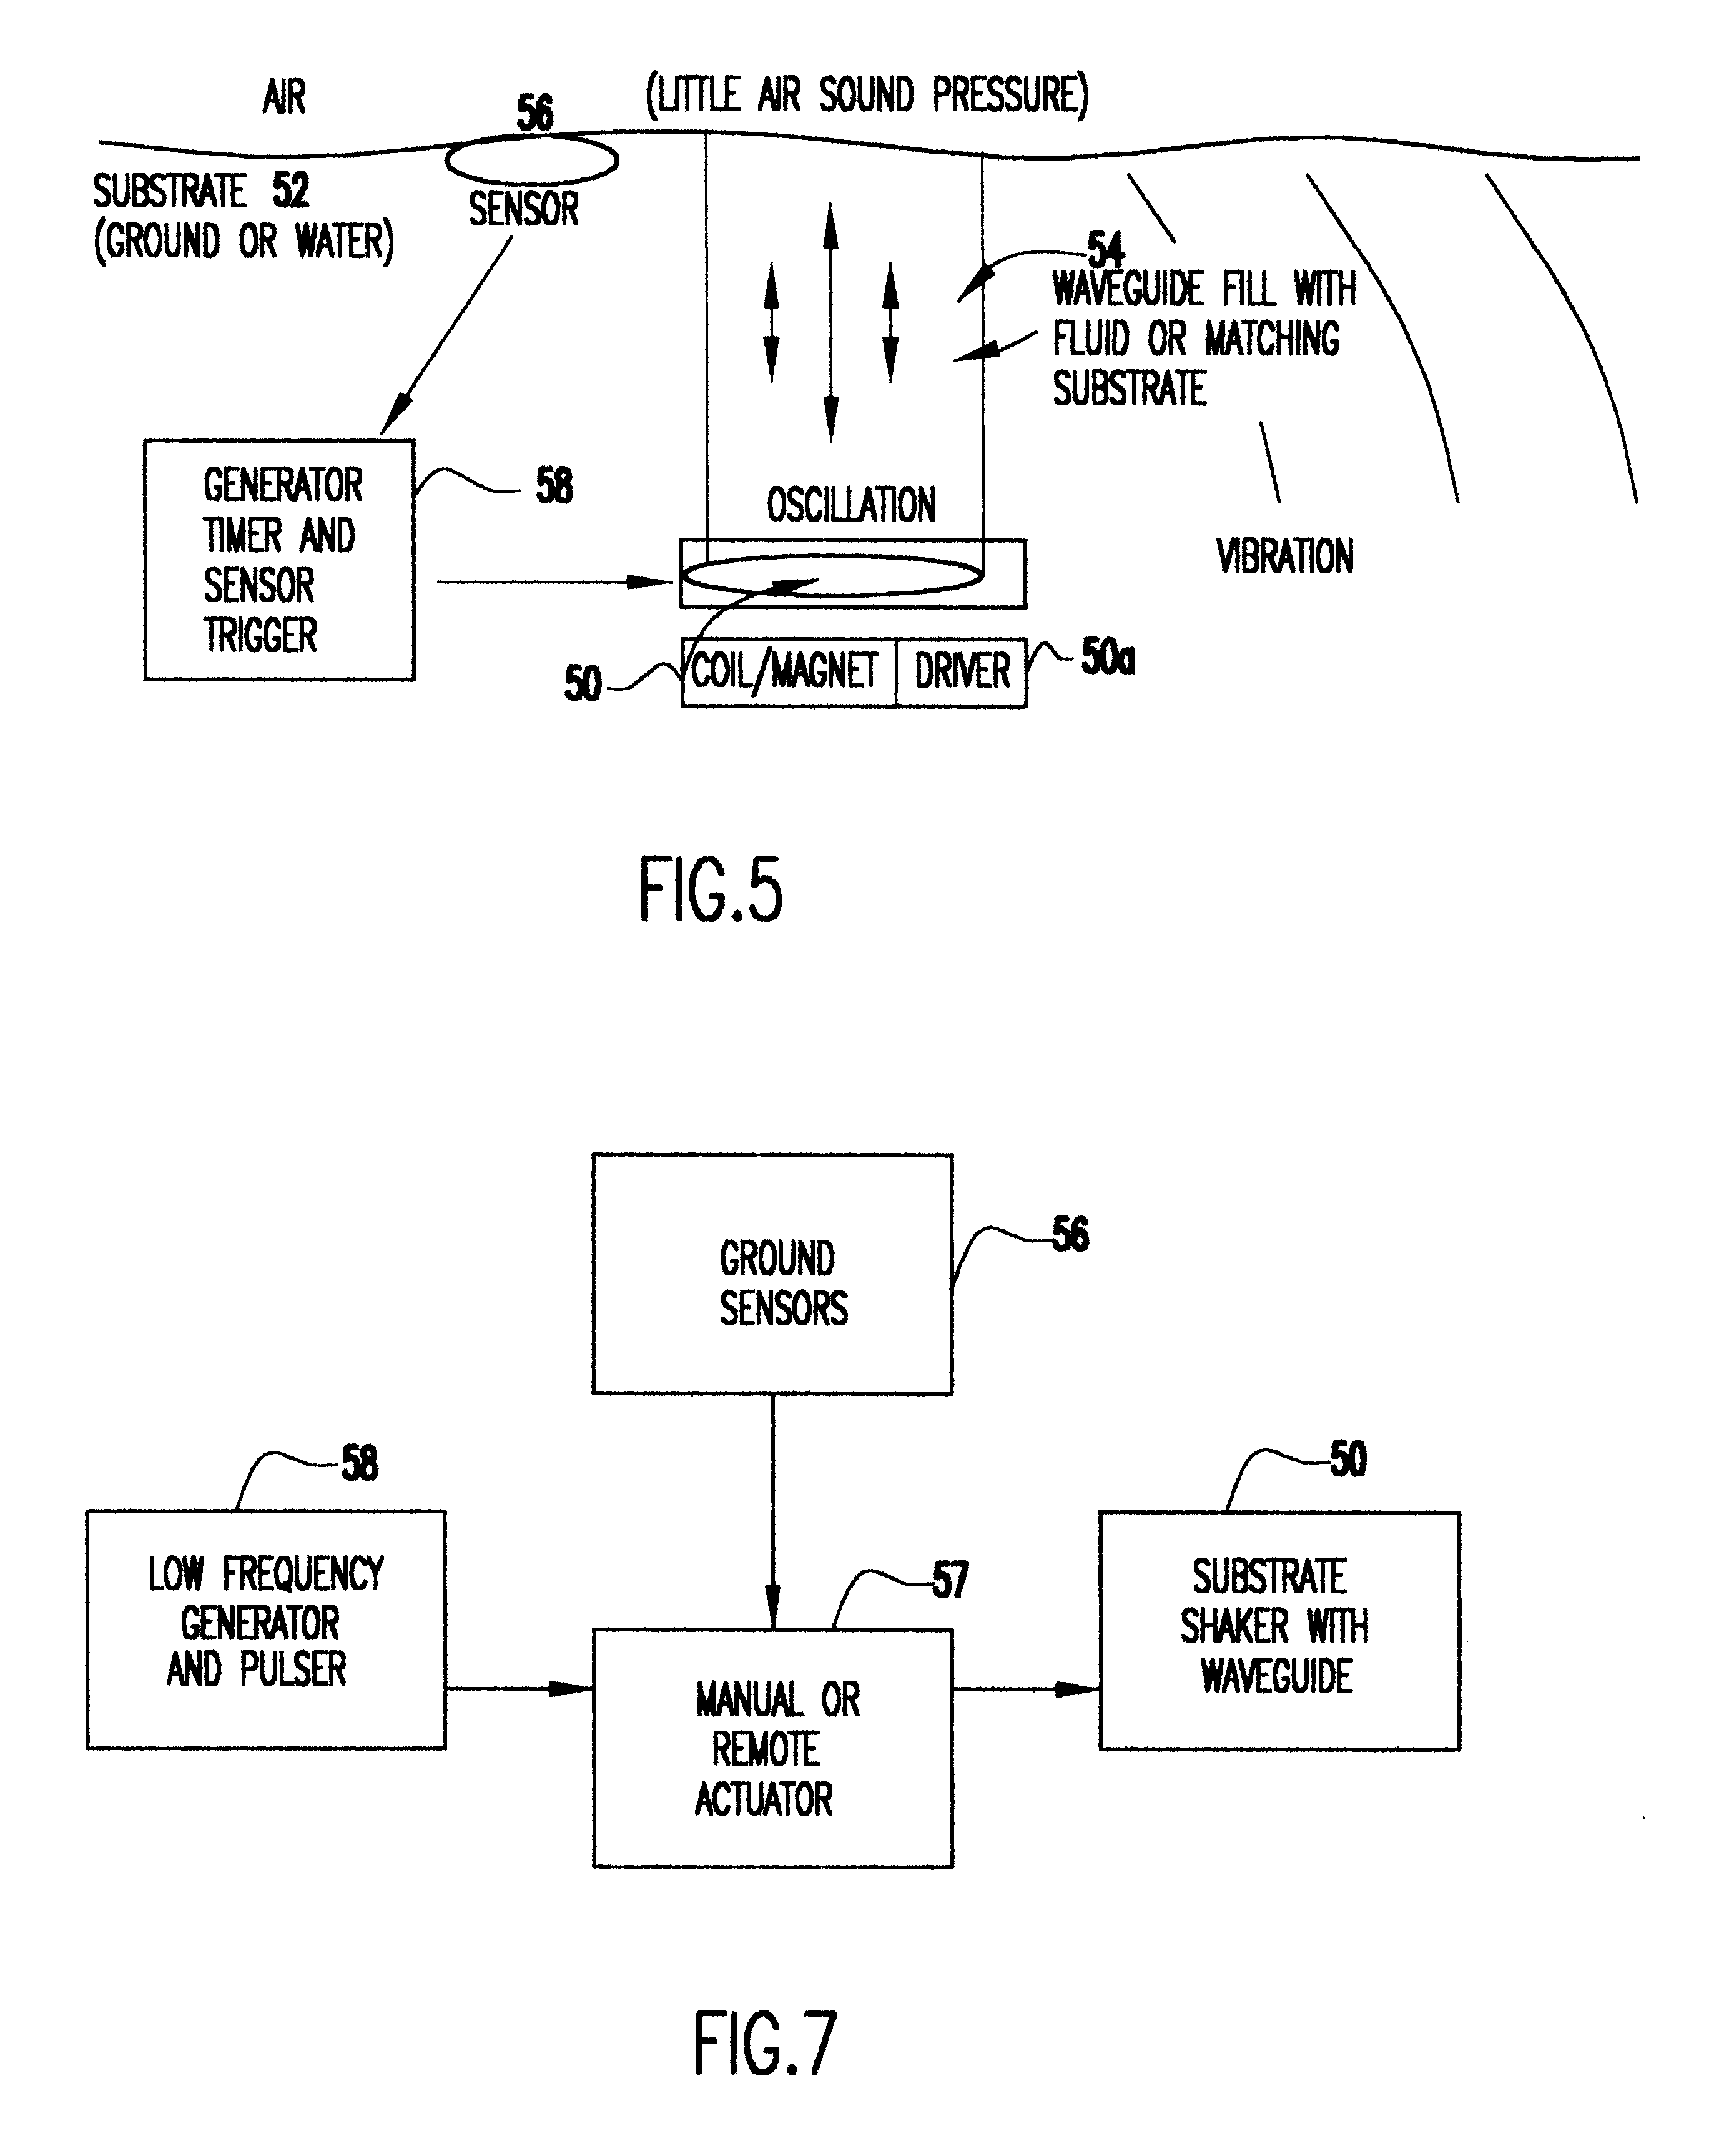 AIR
(LITTLE AIR SOUND PRESSURE)
56
SUBSTRATE 52
(GROUND OR WATER)
SENSOR
54
WAVEGUIDE FILL WITH
FLUID OR MATCHING
SUBSTRATE
GENERATOR
TIMER AND
SENSOR
TRIGGER
58
OSCILLATION
VIBRATION
50
COIL/MAGNET
DRIVER
50a
FIG.5
GROUND
SENSORS
56
58
LOW FREQUENCY
GENERATOR
AND PULSER
57
MANUAL OR
REMOTE
ACTUATOR
50
SUBSTRATE
SHAKER WITH
WAVEGUIDE
FIG.7